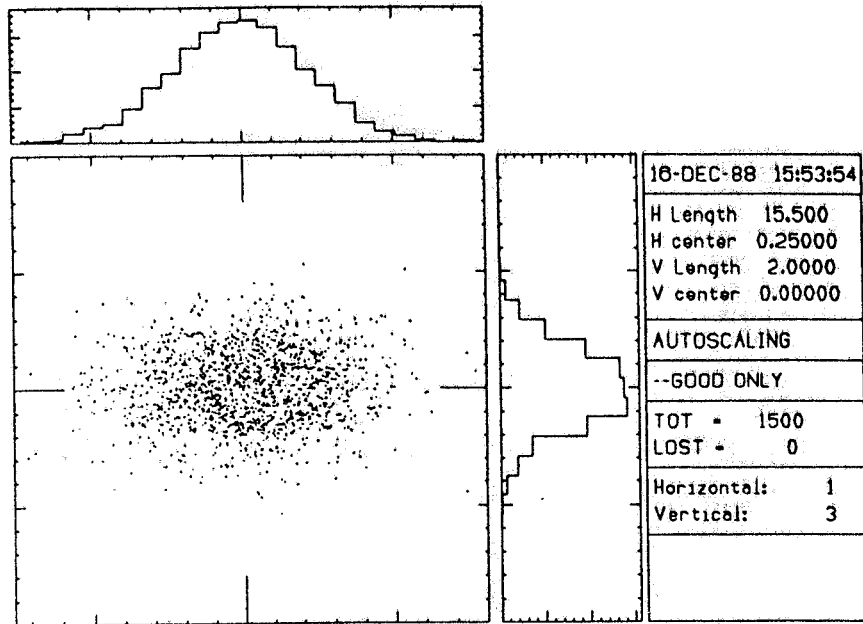 16-DEC-88 15:53:54
H Length 15.500
H center 0.25000
V Length 2.0000
V center 0.00000
AUTOSCALING
--GOOD ONLY
TOT = 1500
LOST = 0
Horizontal: 1
Vertical: 3